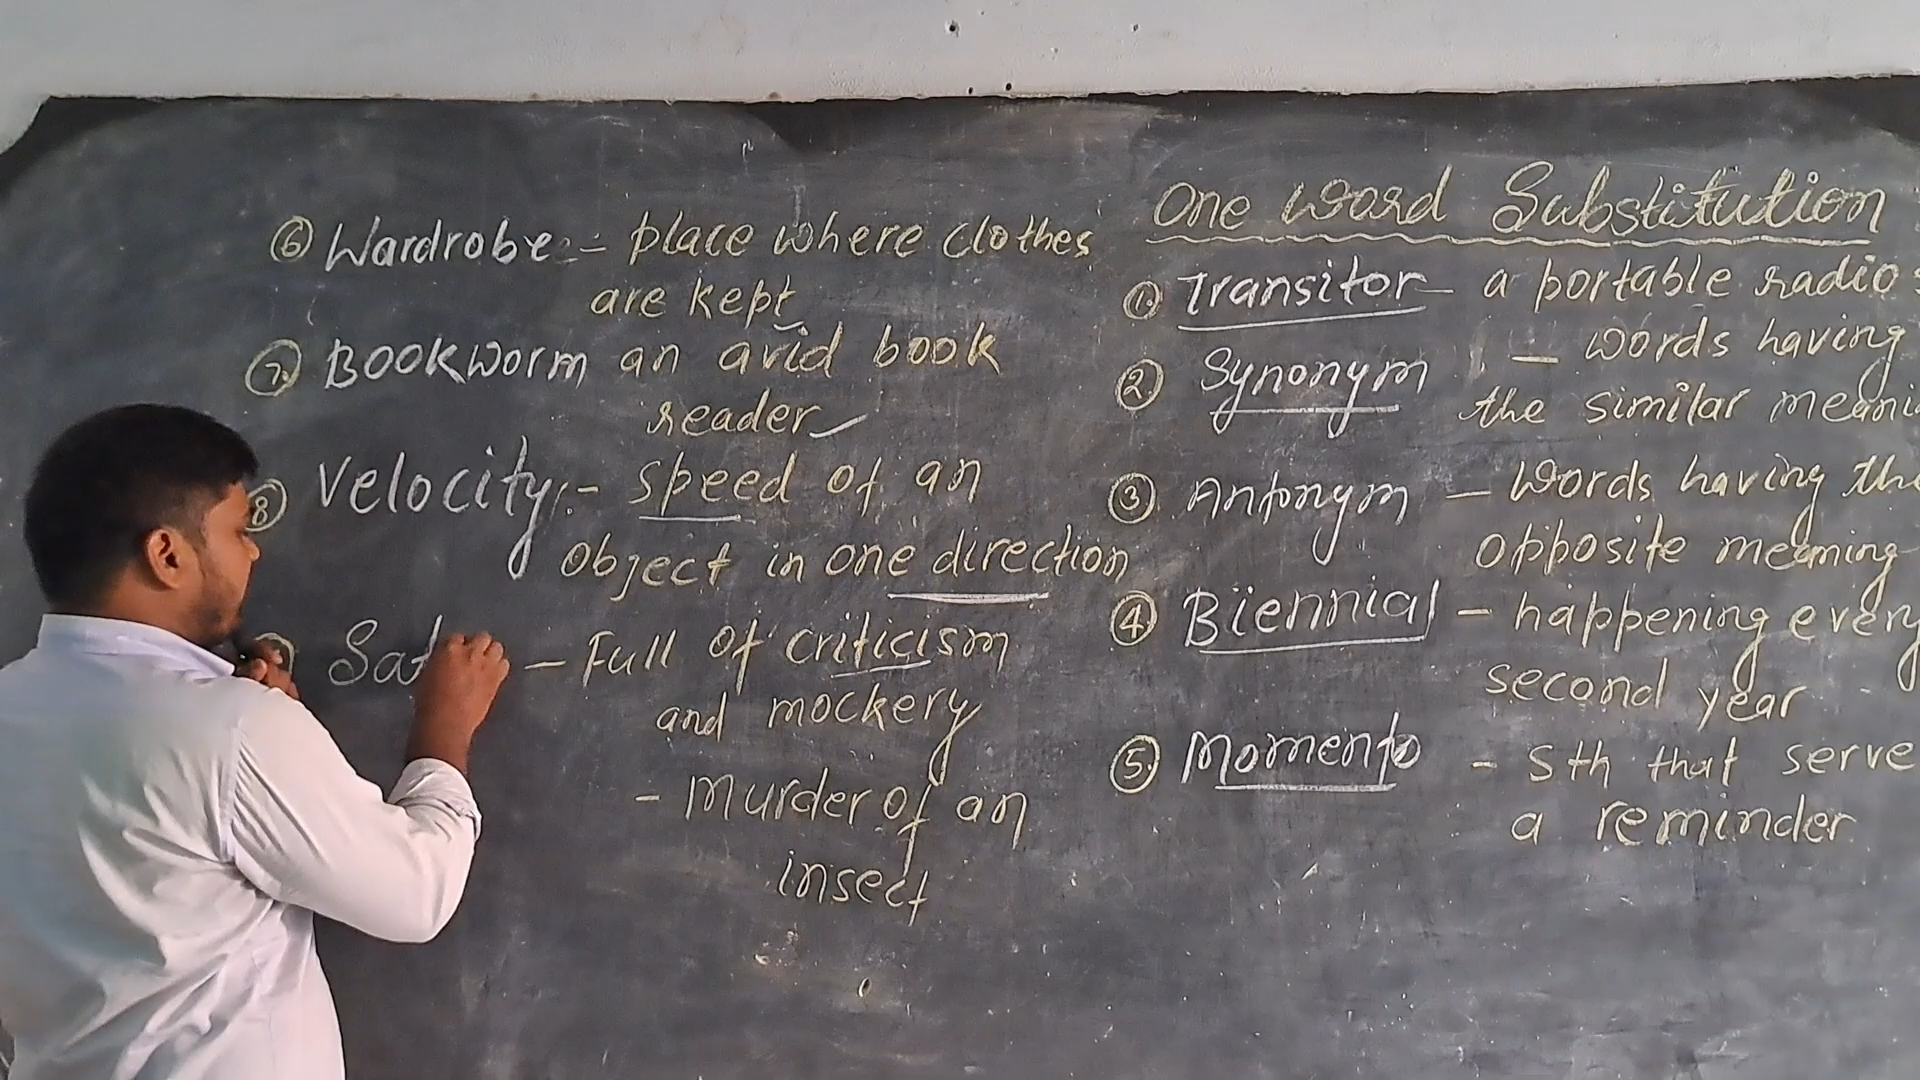 One Word Substitution
① Transitor - a portable radio
② Synonym - words having
the similar
③ Antonym - Words having the
opposite meaning
④ Biennial - happening every
second year
⑤ Momento - Sth that serve
a reminder
⑥ Wardrobe :- place where clothes
are kept
⑦ Bookworm an avid book
reader
⑧ Velocity :- speed of an
object in one direction
Sat - Full of criticism
and mockery
- Murder of an
insect